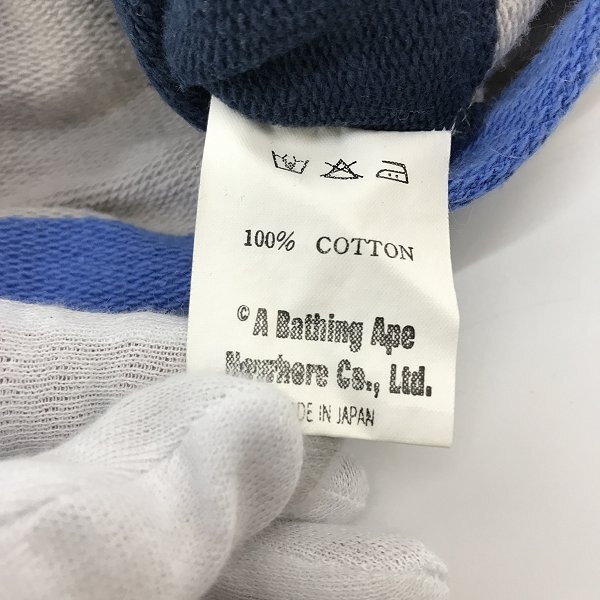 100% COTTON
© A Bathing Ape
Nowhere Co., Ltd.
DE IN JAPAN